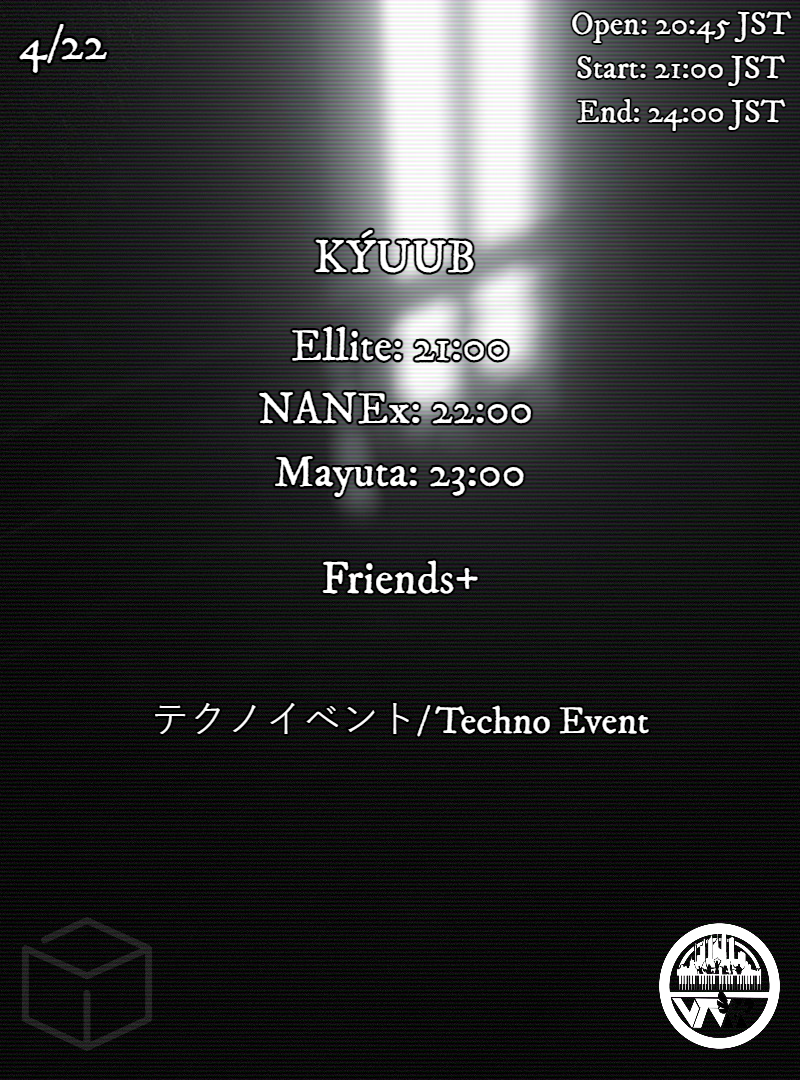 4/22
Open: 20:45 JST
Start: 21:00 JST
End: 24:00 JST
KÝUUB
Ellite: 21:00
NANEx: 22:00
Mayuta: 23:00
Friends+
テクノイベント/Techno Event